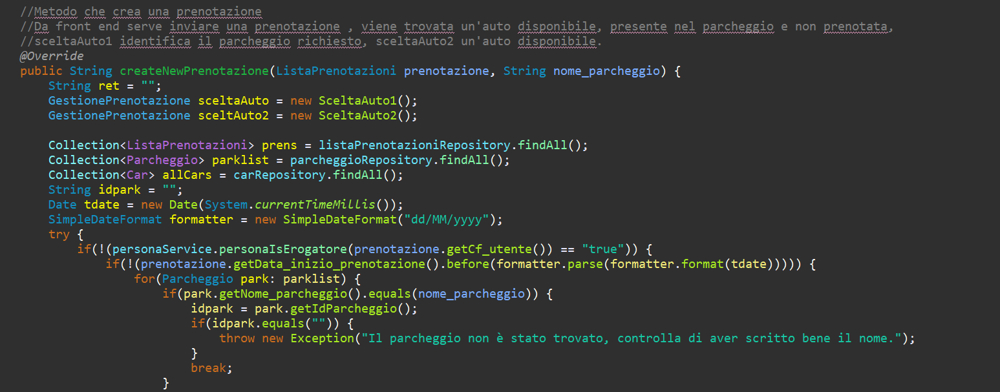 //Metodo che crea una prenotazione
//Da front end serve inviare una prenotazione , viene trovata un'auto disponibile, presente nel parcheggio e non prenotata,
//sceltaAuto1 identifica il parcheggio richiesto, sceltaAuto2 un'auto disponibile.
@Override
public String createNewPrenotazione(ListaPrenotazioni prenotazione, String nome_parcheggio) {
    String ret = "";
    GestionePrenotazione sceltaAuto = new SceltaAuto1();
    GestionePrenotazione sceltAuto2 = new SceltaAuto2();

    Collection<ListaPrenotazioni> prens = listaPrenotazioniRepository.findAll();
    Collection<Parcheggio> parklist = parcheggioRepository.findAll();
    Collection<Car> allCars = carRepository.findAll();
    String idpark = "";
    Date tdate = new Date(System.currentTimeMillis());
    SimpleDateFormat formatter = new SimpleDateFormat("dd/MM/yyyy");
    try {
        if(!(personaService.personaIsErogatore(prenotazione.getCf_utente()) == "true")) {
            if(!(prenotazione.getData_inizio_prenotazione().before(formatter.parse(formatter.format(tdate))))) {
                for(Parcheggio park: parklist) {
                    if(park.getNome_parcheggio().equals(nome_parcheggio)) {
                        idpark = park.getIdParcheggio();
                        if(idpark.equals("")) {
                            throw new Exception("Il parcheggio non è stato trovato, controlla di aver scritto bene il nome.");
                        }
                        break;
                    }